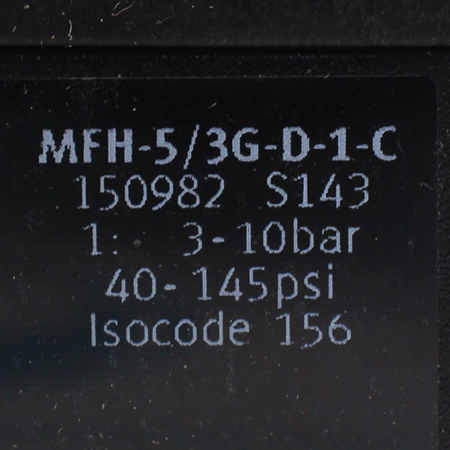 MFH-5/3G-D-1-C
150982 S143
1: 3-10bar
40-145psi
Isocode 156